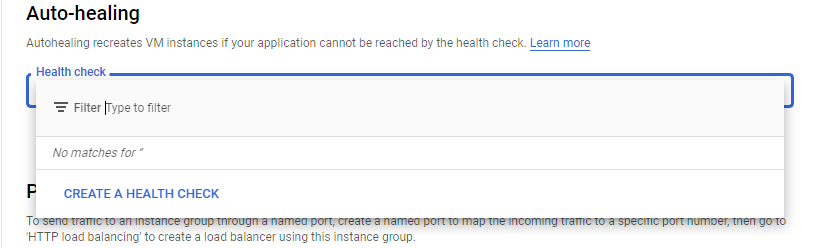 Auto-healing
Autohealing recreates VM instances if your application cannot be reached by the health check. Learn more
Health check
Filter Type to filter
No matches for "
CREATE A HEALTH CHECK
P
To send traffic to an instance group through a named port, create a named port to map the incoming traffic to a specific port number, then go to
'HTTP load balancing' to create a load balancer using this instance group.